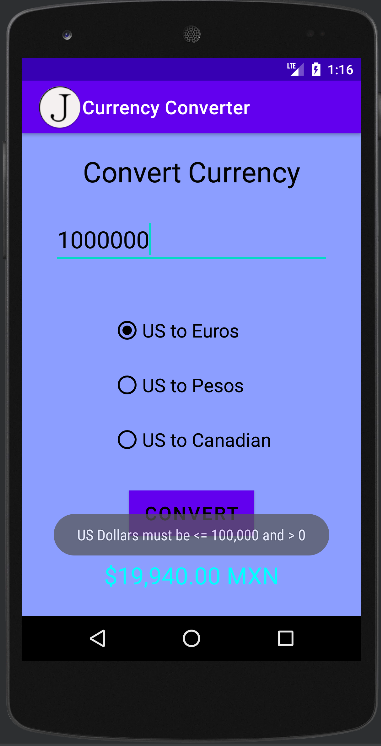 LTE 1:16
J Currency Converter
Convert Currency
1000000
US to Euros
US to Pesos
US to Canadian
CONVERT
US Dollars must be <= 100,000 and > 0
$19,940.00 MXN